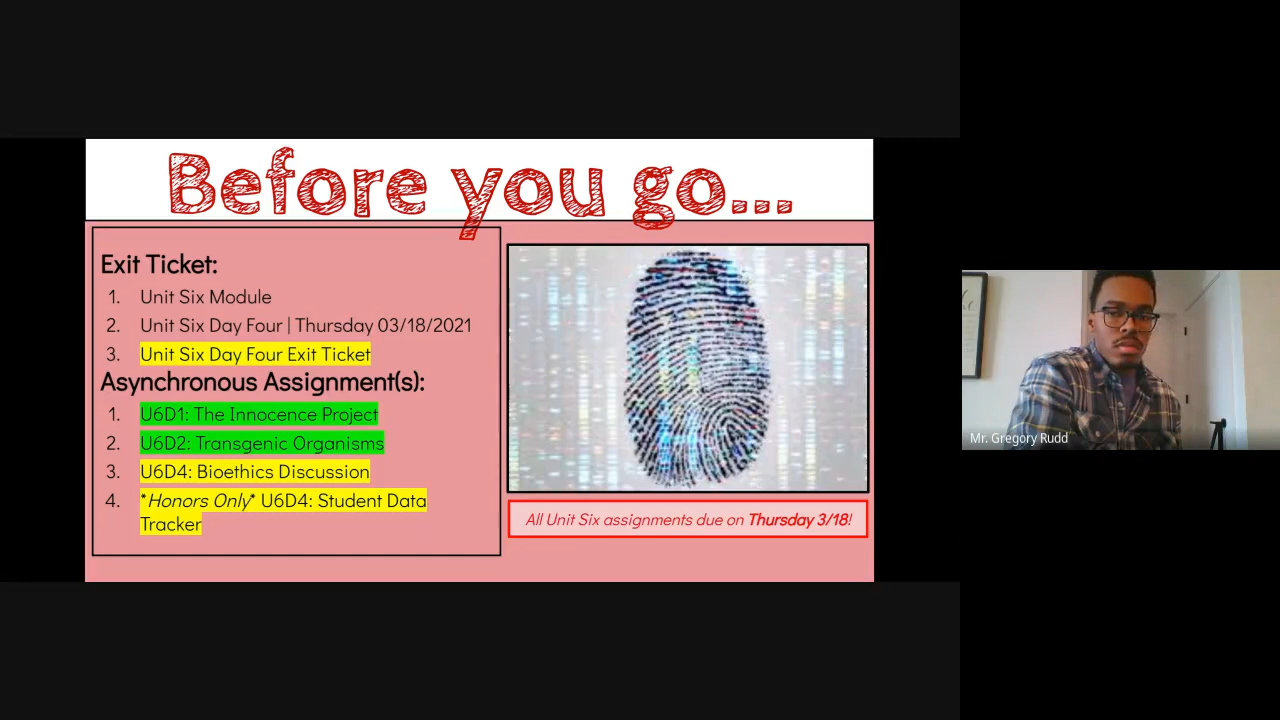 Before you go...
Exit Ticket:
1. Unit Six Module
2. Unit Six Day Four | Thursday 03/18/2021
3. Unit Six Day Four Exit Ticket
Asynchronous Assignment(s):
1. U6D1: The Innocence Project
2. U6D2: Transgenic Organisms
3. U6D4: Bioethics Discussion
4. *Honors Only* U6D4: Student Data
Tracker
All Unit Six assignments due on Thursday 3/18!
Mr. Gregory Rudd